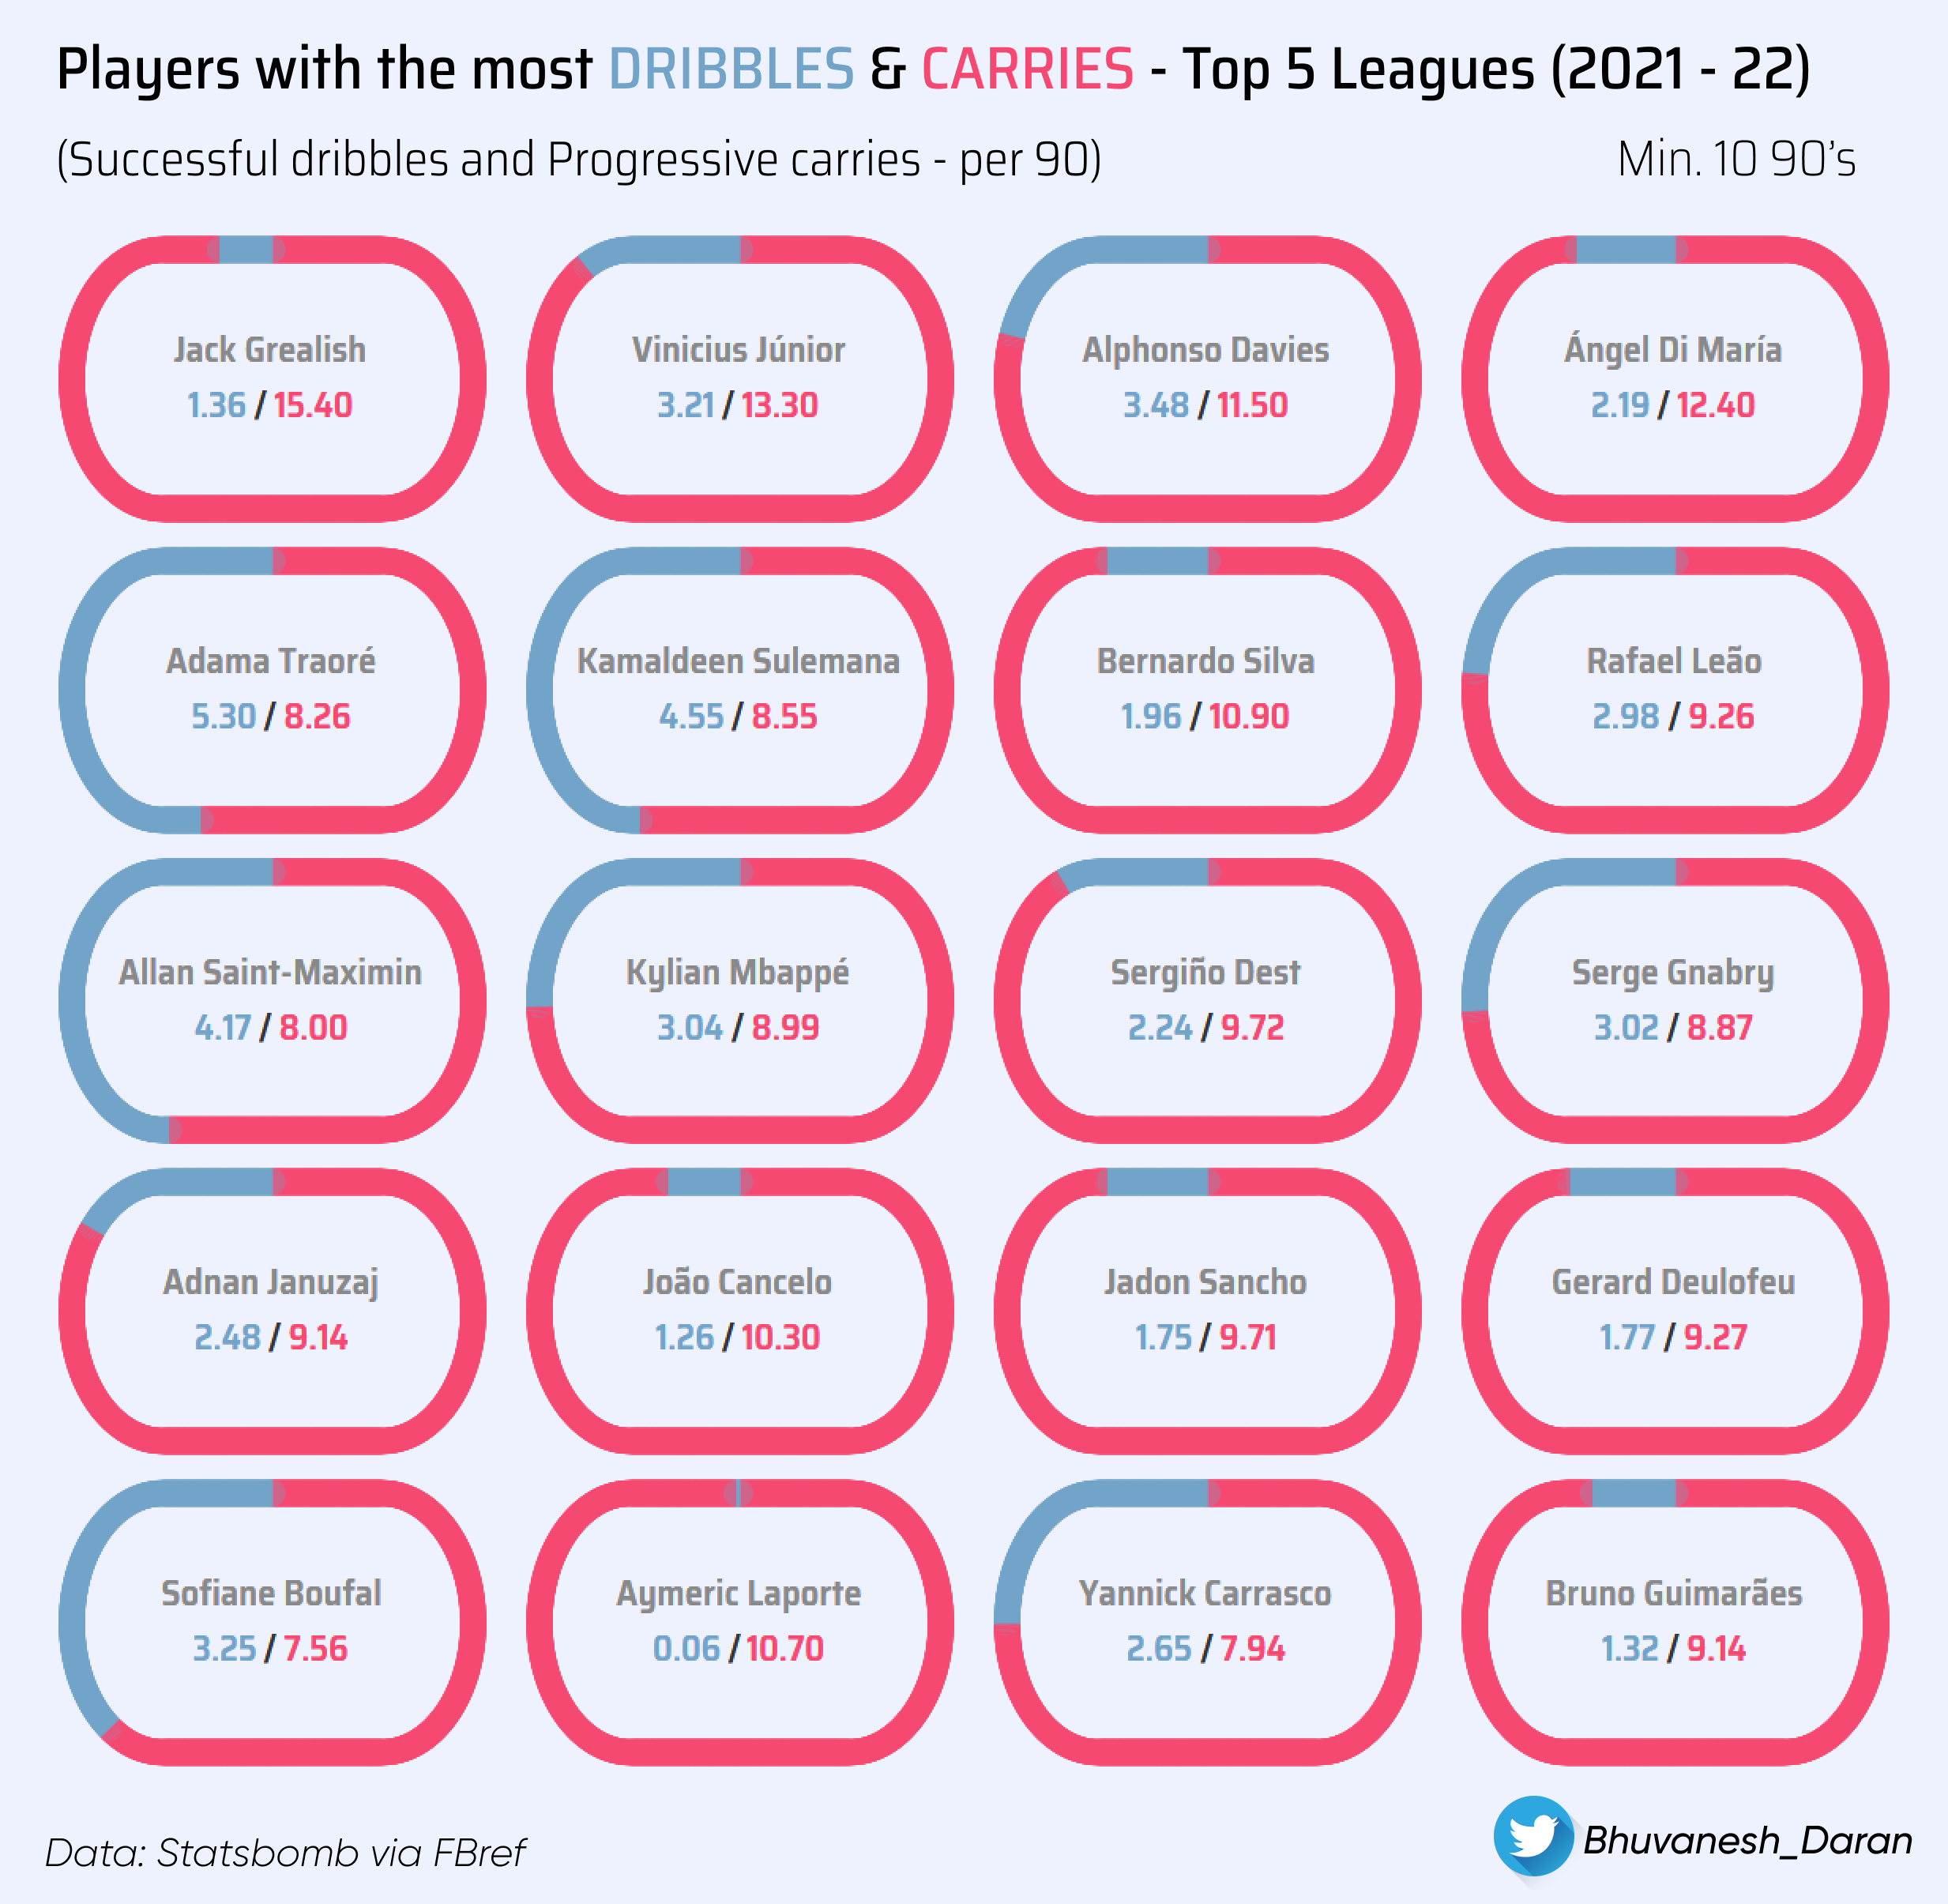 Players with the most DRIBBLES & CARRIES - Top 5 Leagues (2021 - 22)
(Successful dribbles and Progressive carries - per 90)
Min. 10 90's
Jack Grealish
1.36 / 15.40
Vinicius Júnior
3.21 / 13.30
Alphonso Davies
3.48 / 11.50
Ángel Di María
2.19 / 12.40
Adama Traoré
5.30 / 8.26
Kamaldeen Sulemana
4.55 / 8.55
Bernardo Silva
1.96 / 10.90
Rafael Leão
2.98 / 9.26
Allan Saint-Maximin
4.17 / 8.00
Kylian Mbappé
3.04 / 8.99
Sergiño Dest
2.24 / 9.72
Serge Gnabry
3.02 / 8.87
Adnan Januzaj
2.48 / 9.14
João Cancelo
1.26 / 10.30
Jadon Sancho
1.75 / 9.71
Gerard Deulofeu
1.77 / 9.27
Sofiane Boufal
3.25 / 7.56
Aymeric Laporte
0.06 / 10.70
Yannick Carrasco
2.65 / 7.94
Bruno Guimarães
1.32 / 9.14
Data: Statsbomb via FBref
Bhuvanesh_Daran